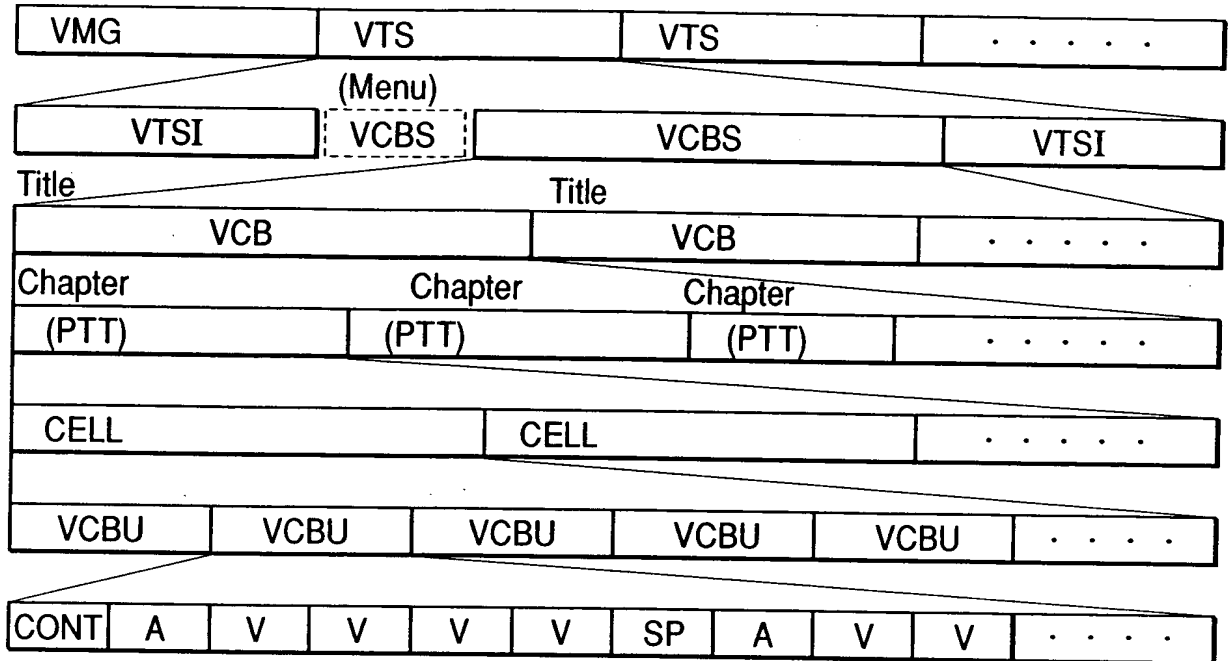 VMG VTS VTS . . . . .
(Menu)
VTSI VCBS VCBS VTSI
Title Title
VCB VCB . . . . .
Chapter Chapter Chapter
(PTT) (PTT) (PTT) . . . . .
CELL CELL . . . . .
VCBU VCBU VCBU VCBU VCBU . . . .
CONT A V V V V SP A V V . . . .